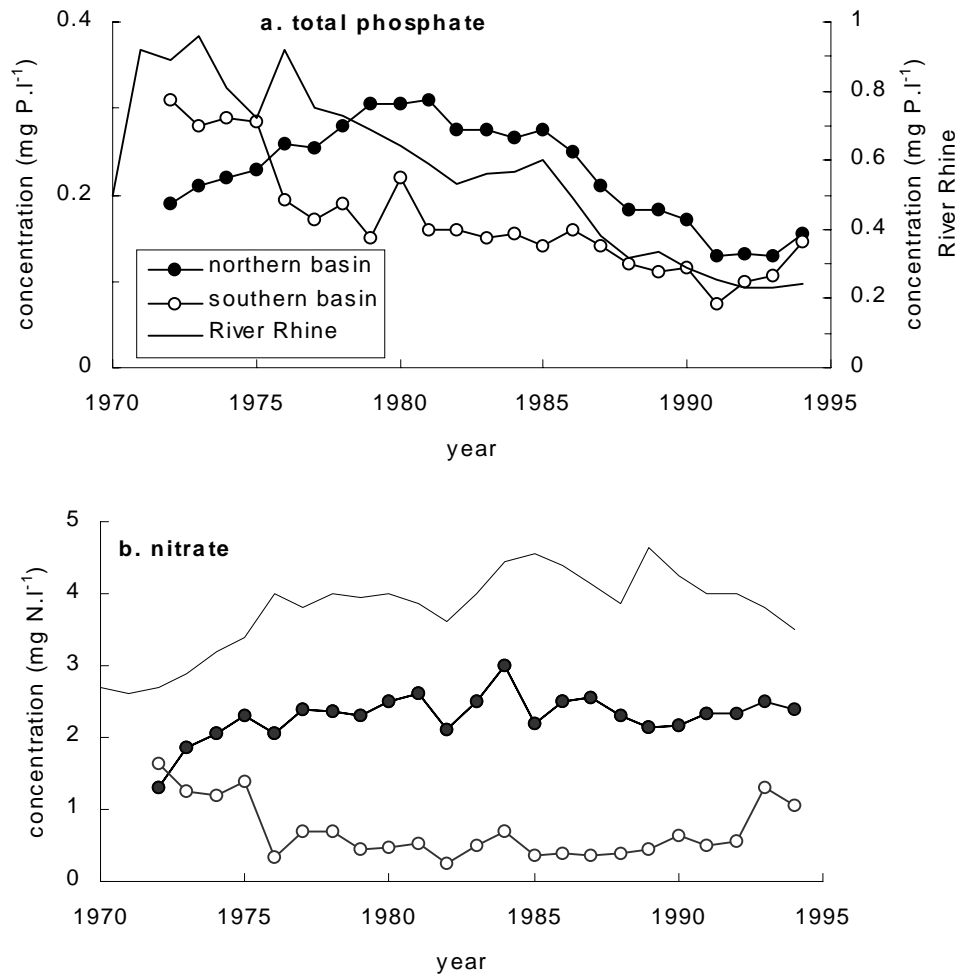 a. total phosphate
concentration (mg P.l-1)
0.4
0.2
0
1
0.8
0.6
0.4
0.2
0
concentration (mg P.l-1)
River Rhine
northern basin
southern basin
River Rhine
1970 1975 1980 1985 1990 1995
year
b. nitrate
concentration (mg N.l-1)
5
4
3
2
1
0
1970 1975 1980 1985 1990 1995
year